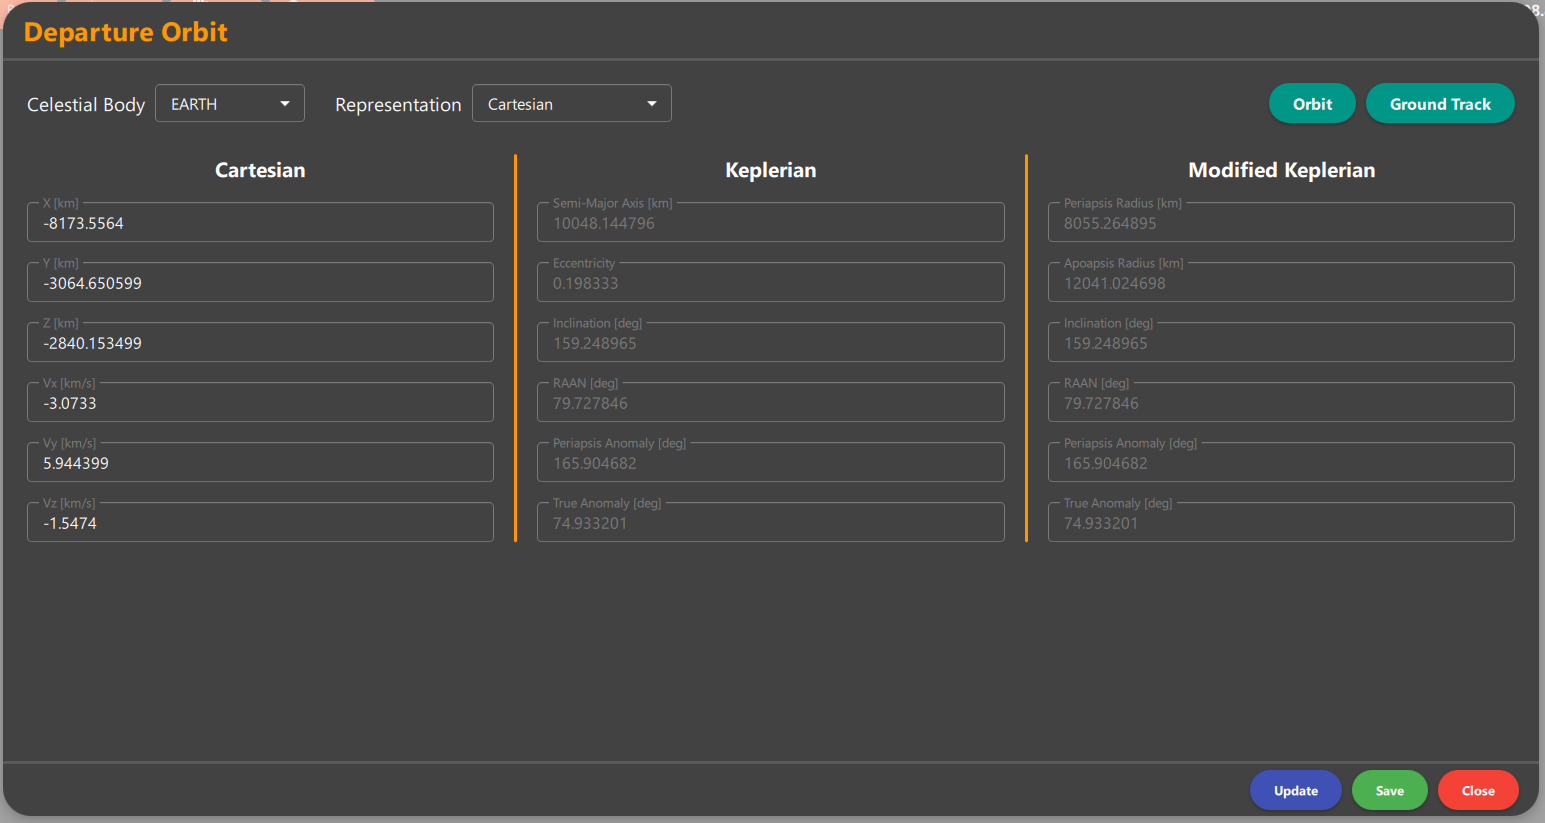 Departure Orbit
Celestial Body EARTH Representation Cartesian Orbit Ground Track
Cartesian
X [km]
-8173.5564
Y [km]
-3064.650599
Z [km]
-2840.153499
Vx [km/s]
-3.0733
Vy [km/s]
5.944399
Vz [km/s]
-1.5474
Keplerian
Semi-Major Axis [km]
10048.144796
Eccentricity
0.198333
Inclination [deg]
159.248965
RAAN [deg]
79.727846
Periapsis Anomaly [deg]
165.904682
True Anomaly [deg]
74.933201
Modified Keplerian
Periapsis Radius [km]
8055.264895
Apoapsis Radius [km]
12041.024698
Inclination [deg]
159.248965
RAAN [deg]
79.727846
Periapsis Anomaly [deg]
165.904682
True Anomaly [deg]
74.933201
Update Save Close